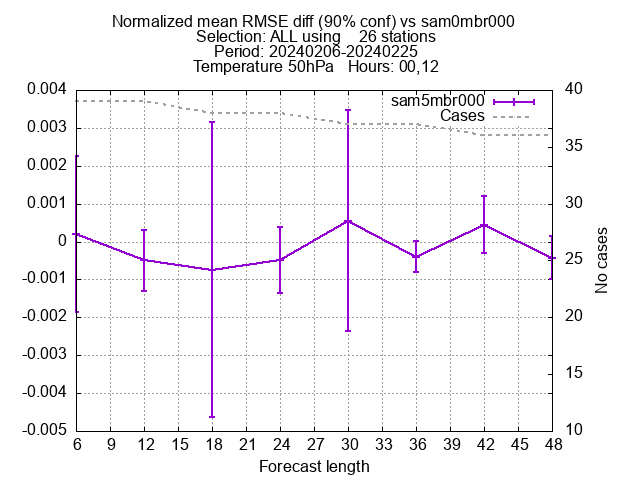 Normalized mean RMSE diff (90% conf) vs sam0mbr000
Selection: ALL using    26 stations
Period: 20240206-20240225
Temperature 50hPa   Hours: 00,12
sam5mbr000
Cases
0.004
0.003
0.002
0.001
0
-0.001
-0.002
-0.003
-0.004
-0.005
40
35
30
25
20
15
10
No cases
6 9 12 15 18 21 24 27 30 33 36 39 42 45 48
Forecast length